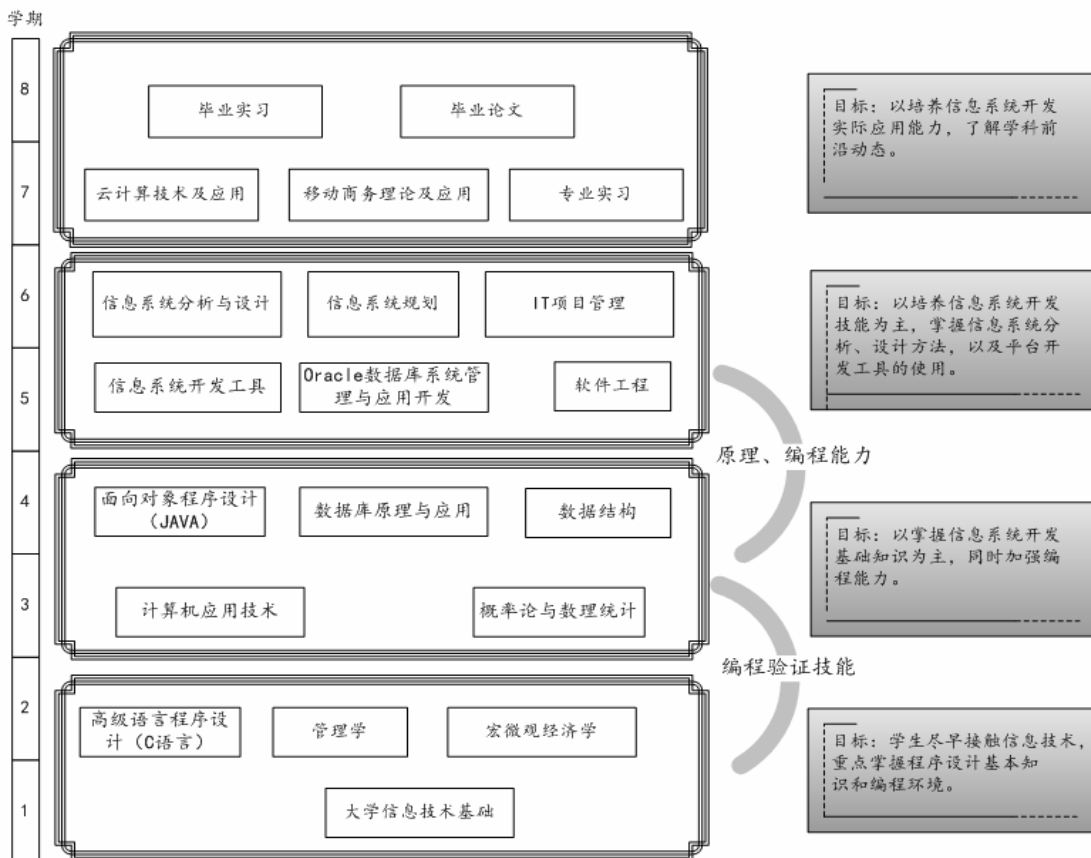 学期
8
毕业实习
毕业论文
目标：以培养信息系统开发
实际应用能力，了解学科前
沿动态。
7
云计算技术及应用
移动商务理论及应用
专业实习
6
信息系统分析与设计
信息系统规划
IT项目管理
目标：以培养信息系统开发
技能为主，掌握信息系统分
析、设计方法，以及平台开
发工具的使用。
5
信息系统开发工具
Oracle数据库系统管
理与应用开发
软件工程
原理、编程能力
4
面向对象程序设计
（JAVA）
数据库原理与应用
数据结构
目标：以掌握信息系统开发
基础知识为主，同时加强编
程能力。
3
计算机应用技术
概率论与数理统计
编程验证技能
2
高级语言程序设
计（C语言）
管理学
宏微观经济学
目标：学生尽早接触信息技术，
重点掌握程序设计基本知
识和编程环境。
1
大学信息技术基础